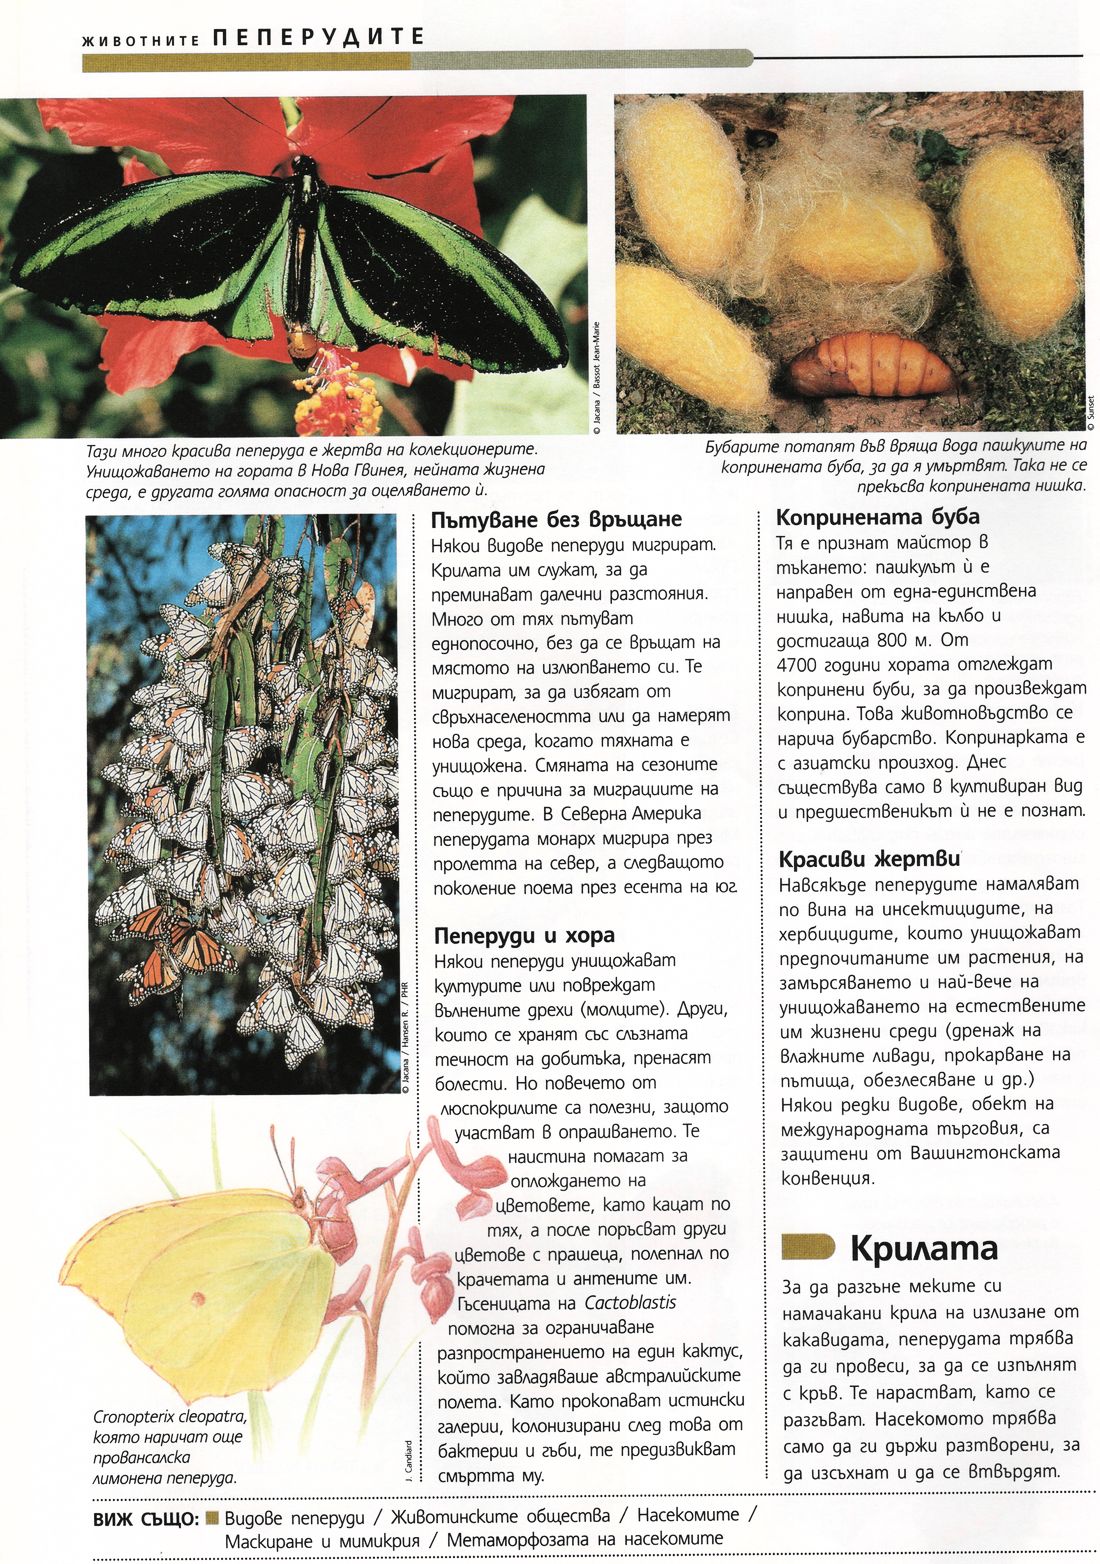 ЖИВОТНИТЕ ПЕПЕРУДИТЕ
© Jacana / Bassot Jean-Marie
© Sunset
Тази много красива пеперуда е жертва на колекционерите.
Унищожаването на гората в Нова Гвинея, нейната жизнена
среда, е другата голяма опасност за оцеляването ѝ.
Бубарите потапят във вряща вода пашкулите на
копринената буба, за да я умъртвят. Така не се
прекъсва копринената нишка.
© Jacana / Hansen R. / PHR
Пътуване без връщане
Някои видове пеперуди мигрират.
Крилата им служат, за да
преминават далечни разстояния.
Много от тях пътуват
еднопосочно, без да се връщат на
мястото на излюпването си. Те
мигрират, за да избягат от
свръхнаселеността или да намерят
нова среда, когато тяхната е
унищожена. Смяната на сезоните
също е причина за миграциите на
пеперудите. В Северна Америка
пеперудата монарх мигрира през
пролетта на север, а следващото
поколение поема през есента на юг.
Пеперуди и хора
Някои пеперуди унищожават
културите или повреждат
вълнените дрехи (молците). Други,
които се хранят със слъзната
течност на добитъка, пренасят
болести. Но повечето от
люспокрилите са полезни, защото
участват в опрашването. Те
наистина помагат за
оплождането на
цветовете, като кацат по
тях, а после поръсват други
цветове с прашеца, полепнал по
крачетата и антените им.
Гъсеницата на Cactoblastis
помогна за ограничаване
разпространението на един кактус,
който завладяваше австралийските
полета. Като прокопават истински
галерии, колонизирани след това от
бактерии и гъби, те предизвикват
смъртта му.
Копринената буба
Тя е признат майстор в
тъкането: пашкулът ѝ е
направен от една-единствена
нишка, навита на кълбо и
достигаща 800 м. От
4700 години хората отглеждат
копринени буби, за да произвеждат
коприна. Това животновъдство се
нарича бубарство. Копринарката е
с азиатски произход. Днес
съществува само в култивиран вид
и предшественикът ѝ не е познат.
Красиви жертви
Навсякъде пеперудите намаляват
по вина на инсектицидите, на
хербицидите, които унищожават
предпочитаните им растения, на
замърсяването и най-вече на
унищожаването на естествените
им жизнени среди (дренаж на
влажните ливади, прокарване на
пътища, обезлесяване и др.)
Някои редки видове, обект на
международната търговия, са
защитени от Вашингтонската
конвенция.
Крилата
За да разгъне меките си
намачкани крила на излизане от
какавидата, пеперудата трябва
да ги провеси, за да се изпълнят
с кръв. Те нарастват, като се
разгъват. Насекомото трябва
само да ги държи разтворени, за
да изсъхнат и да се втвърдят.
Cronopterix cleopatra,
която наричат още
провансалска
лимонена пеперуда.
J. Candiard
ВИЖ СЪЩО: Видове пеперуди / Животинските общества / Насекомите /
Маскиране и мимикрия / Метаморфозата на насекомите